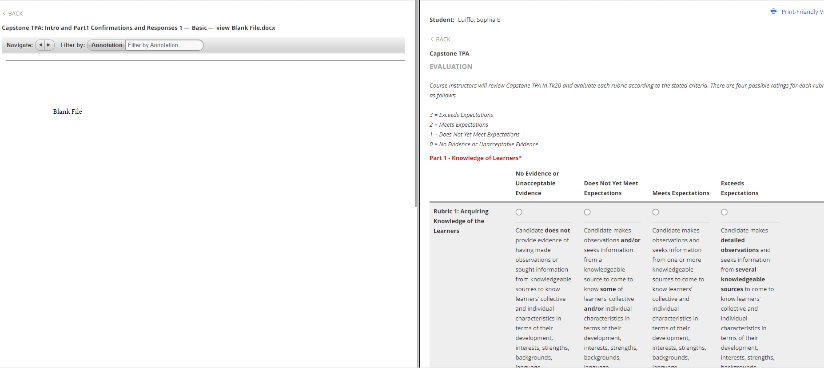 < BACK
Capstone TPA: Intro and Part1 Confirmations and Responses 1 — Basic — view Blank File.docx
Navigate: Filter by: Annotation Filter by Annotation
Blank File
Print-Friendly V
Student: Luiffo, Sophia E
< BACK
Capstone TPA
EVALUATION
Course instructors will review Capstone TPA in Tk20 and evaluate each rubric according to the stated criteria. There are four possible ratings for each rubr
as follows:
3 = Exceeds Expectations
2 = Meets Expectations
1 = Does Not Yet Meet Expectations
0 = No Evidence or Unacceptable Evidence
Part 1 - Knowledge of Learners*
No Evidence or
Unacceptable
Evidence
Does Not Yet Meet
Expectations
Meets Expectations
Exceeds
Expectations
Rubric 1: Acquiring
Knowledge of the
Learners
Candidate does not
provide evidence of
having made
observations or
sought information
from knowledgeable
sources to know
learners' collective
and individual
characteristics in
terms of their
development,
interests, strengths,
backgrounds,
language,
Candidate makes
observations and/or
seeks information
from a
knowledgeable
source to come to
know some of
learners' collective
and/or individual
characteristics in
terms of their
development,
interests, strengths,
backgrounds,
language,
Candidate makes
observations and
seeks information
from one or more
knowledgeable
sources to come to
know learners'
collective and
individual
characteristics in
terms of their
development,
interests, strengths,
backgrounds,
language,
Candidate makes
detailed
observations and
seeks information
from several
knowledgeable
sources to come to
know learners'
collective and
individual
characteristics in
terms of their
development,
interests, strengths,
backgrounds,